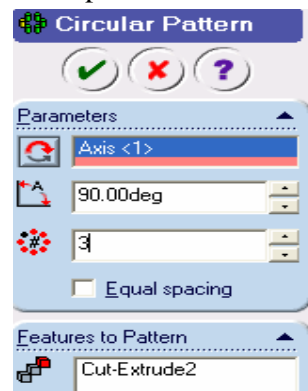 Circular Pattern
?
Parameters
Axis <1>
A
90.00deg
#
3
Equal spacing
Features to Pattern
Cut-Extrude2